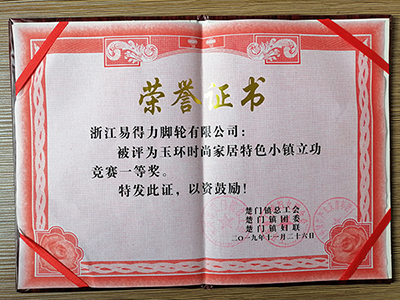 荣誉证书
浙江易得力脚轮有限公司：
被评为玉环时尚家居特色小镇立功
竞赛一等奖。
特发此证，以资鼓励！
楚门镇总工会
楚门镇团委
楚门镇妇联
二〇一九年十一月二十六日